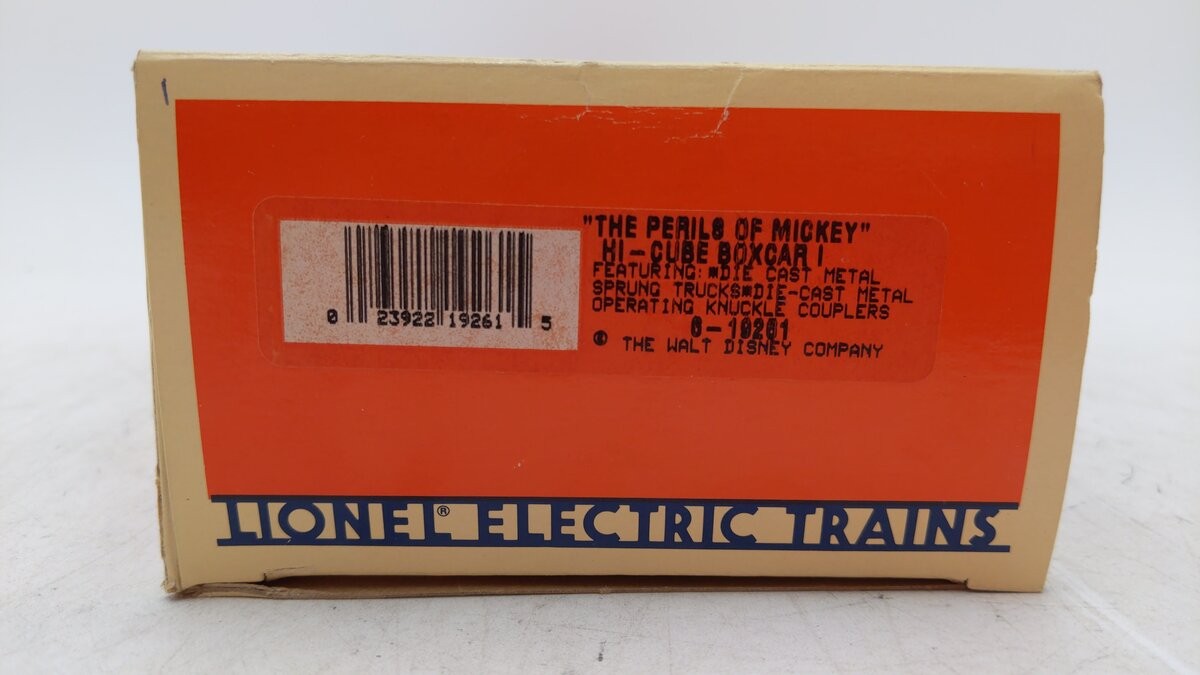 1
"THE PERILS OF MICKEY"
HI-CUBE BOXCAR I
FEATURING:*DIE CAST METAL
SPRUNG TRUCKS*DIE-CAST METAL
OPERATING KNUCKLE COUPLERS
6-19261
© THE WALT DISNEY COMPANY
0 23922 19261 5
LIONEL® ELECTRIC TRAINS